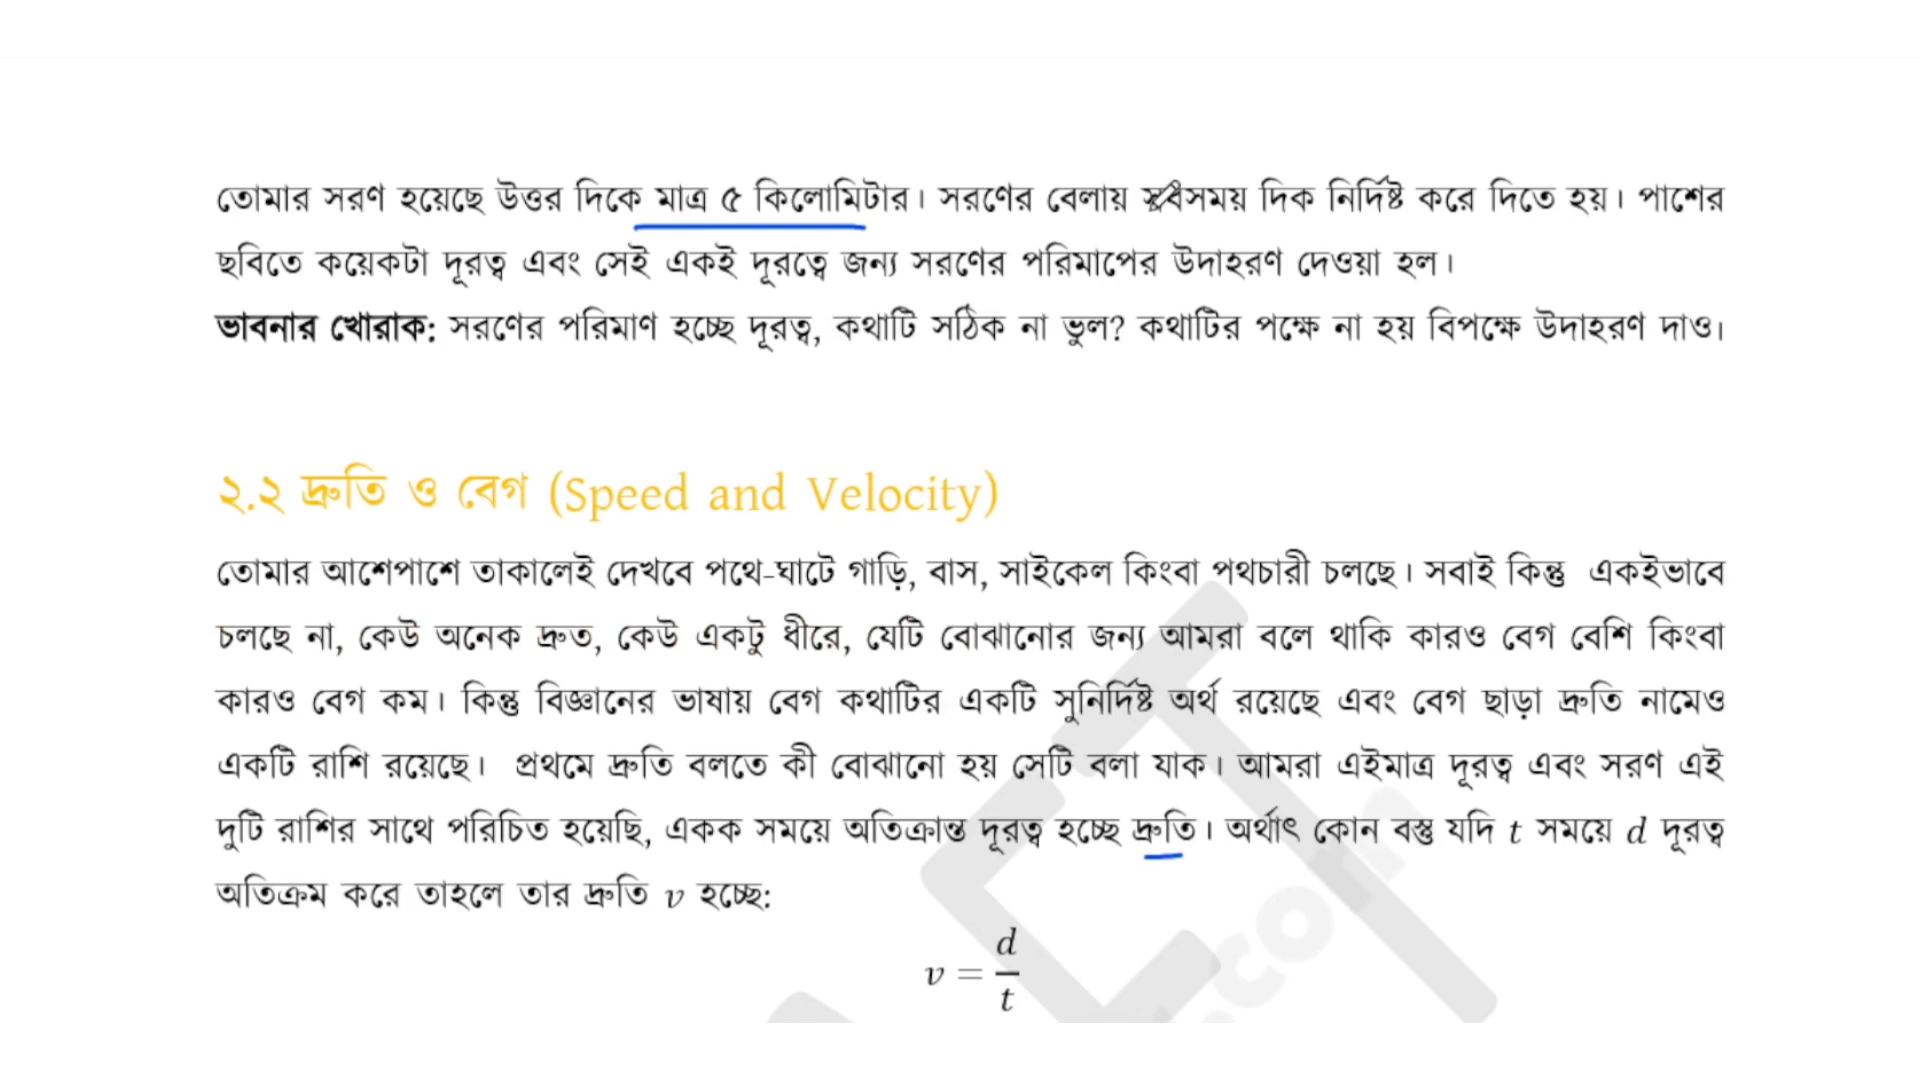 তোমার সরণ হয়েছে উত্তর দিকে মাত্র ৫ কিলোমিটার। সরণের বেলায় সবসময় দিক নির্দিষ্ট করে দিতে হয়। পাশের
ছবিতে কয়েকটা দূরত্ব এবং সেই একই দূরত্বে জন্য সরণের পরিমাপের উদাহরণ দেওয়া হল।
ভাবনার খোরাক: সরণের পরিমাণ হচ্ছে দূরত্ব, কথাটি সঠিক না ভুল? কথাটির পক্ষে না হয় বিপক্ষে উদাহরণ দাও।
২.২ দ্রুতি ও বেগ (Speed and Velocity)
তোমার আশেপাশে তাকালেই দেখবে পথে-ঘাটে গাড়ি, বাস, সাইকেল কিংবা পথচারী চলছে। সবাই কিন্তু একইভাবে
চলছে না, কেউ অনেক দ্রুত, কেউ একটু ধীরে, যেটি বোঝানোর জন্য আমরা বলে থাকি কারও বেগ বেশি কিংবা
কারও বেগ কম। কিন্তু বিজ্ঞানের ভাষায় বেগ কথাটির একটি সুনির্দিষ্ট অর্থ রয়েছে এবং বেগ ছাড়া দ্রুতি নামেও
একটি রাশি রয়েছে। প্রথমে দ্রুতি বলতে কী বোঝানো হয় সেটি বলা যাক। আমরা এইমাত্র দূরত্ব এবং সরণ এই
দুটি রাশির সাথে পরিচিত হয়েছি, একক সময়ে অতিক্রান্ত দূরত্ব হচ্ছে দ্রুতি। অর্থাৎ কোন বস্তু যদি t সময়ে d দূরত্ব
অতিক্রম করে তাহলে তার দ্রুতি v হচ্ছে:
v = d/t